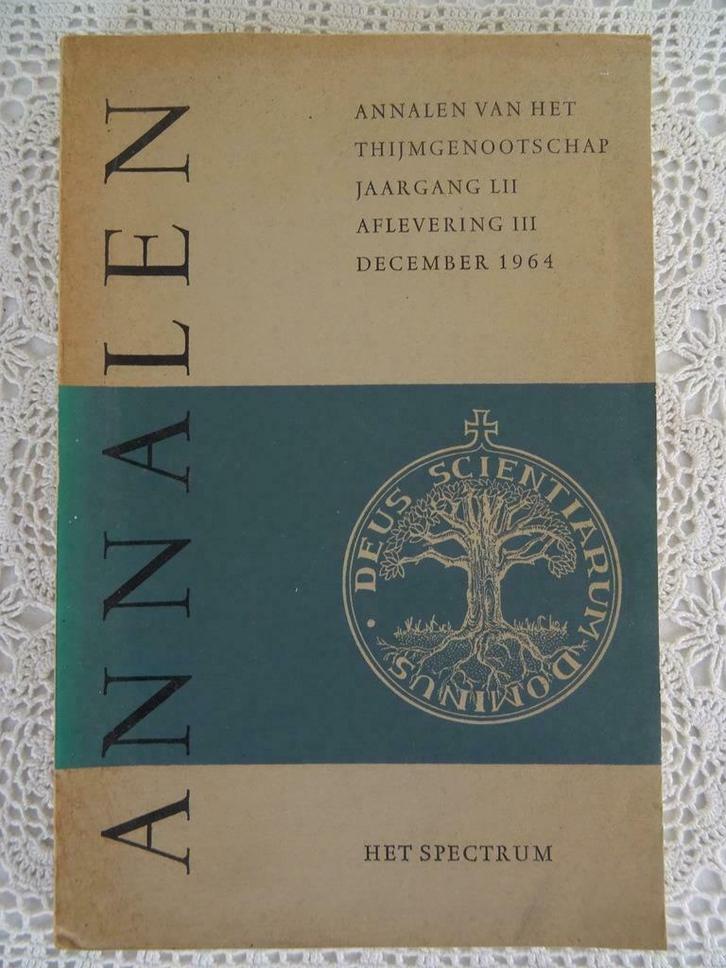 ANNALEN
ANNALEN VAN HET
THIJMGENOOTSCHAP
JAARGANG LII
AFLEVERING III
DECEMBER 1964
DEUS SCIENTIARUM DOMINUS ·
HET SPECTRUM